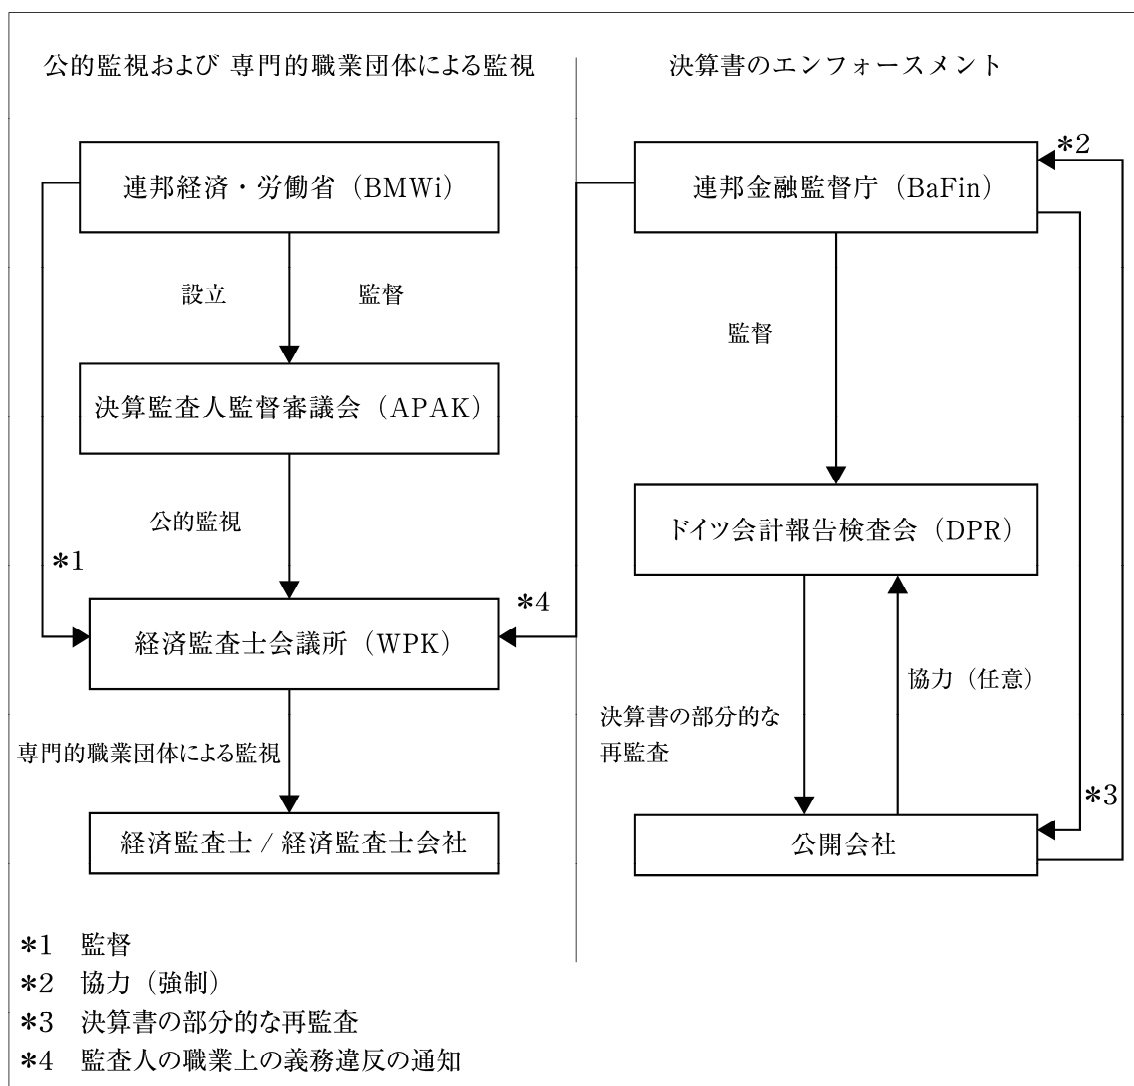 公的監視および 専門的職業団体による監視
決算書のエンフォースメント
連邦経済・労働省（BMWi）
連邦金融監督庁（BaFin）
*2
設立
監督
監督
決算監査人監督審議会（APAK）
公的監視
ドイツ会計報告検査会（DPR）
*1
*4
経済監査士会議所（WPK）
協力（任意）
決算書の部分的な
再監査
専門的職業団体による監視
*3
経済監査士 / 経済監査士会社
公開会社
*1 監督
*2 協力（強制）
*3 決算書の部分的な再監査
*4 監査人の職業上の義務違反の通知